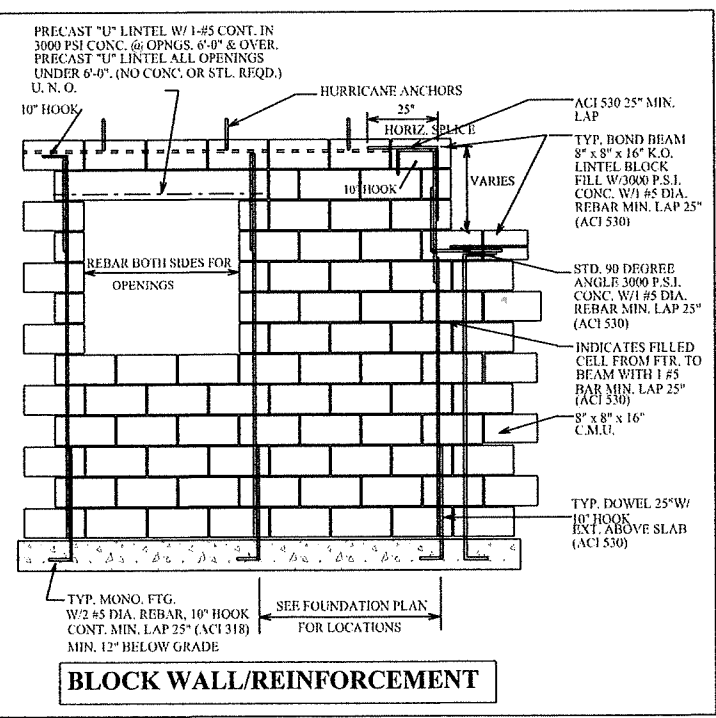 PRECAST "U" LINTEL W/ 1-#5 CONT. IN
3000 PSI CONC. @ OPNGS. 6'-0" & OVER.
PRECAST "U" LINTEL ALL OPENINGS
UNDER 6'-0". (NO CONC. OR STL. REQD.)
U. N. O.
10" HOOK
HURRICANE ANCHORS
25"
HORIZ. SPLICE
10" HOOK
VARIES
ACI 530 25" MIN.
LAP
TYP. BOND BEAM
8" x 8" x 16" K.O.
LINTEL BLOCK
FILL W/3000 P.S.I.
CONC. W/1 #5 DIA.
REBAR MIN. LAP 25"
(ACI 530)
REBAR BOTH SIDES FOR
OPENINGS
STD. 90 DEGREE
ANGLE 3000 P.S.I.
CONC. W/1 #5 DIA.
REBAR MIN. LAP 25"
(ACI 530)
INDICATES FILLED
CELL FROM FTR. TO
BEAM WITH 1 #5
BAR MIN. LAP 25"
(ACI 530)
8" x 8" x 16"
C.M.U.
TYP. DOWEL 25"W/
10" HOOK
EXT. ABOVE SLAB
(ACI 530)
TYP. MONO. FTG.
W/2 #5 DIA. REBAR, 10" HOOK
CONT. MIN. LAP 25" (ACI 318)
MIN. 12" BELOW GRADE
SEE FOUNDATION PLAN
FOR LOCATIONS
BLOCK WALL/REINFORCEMENT